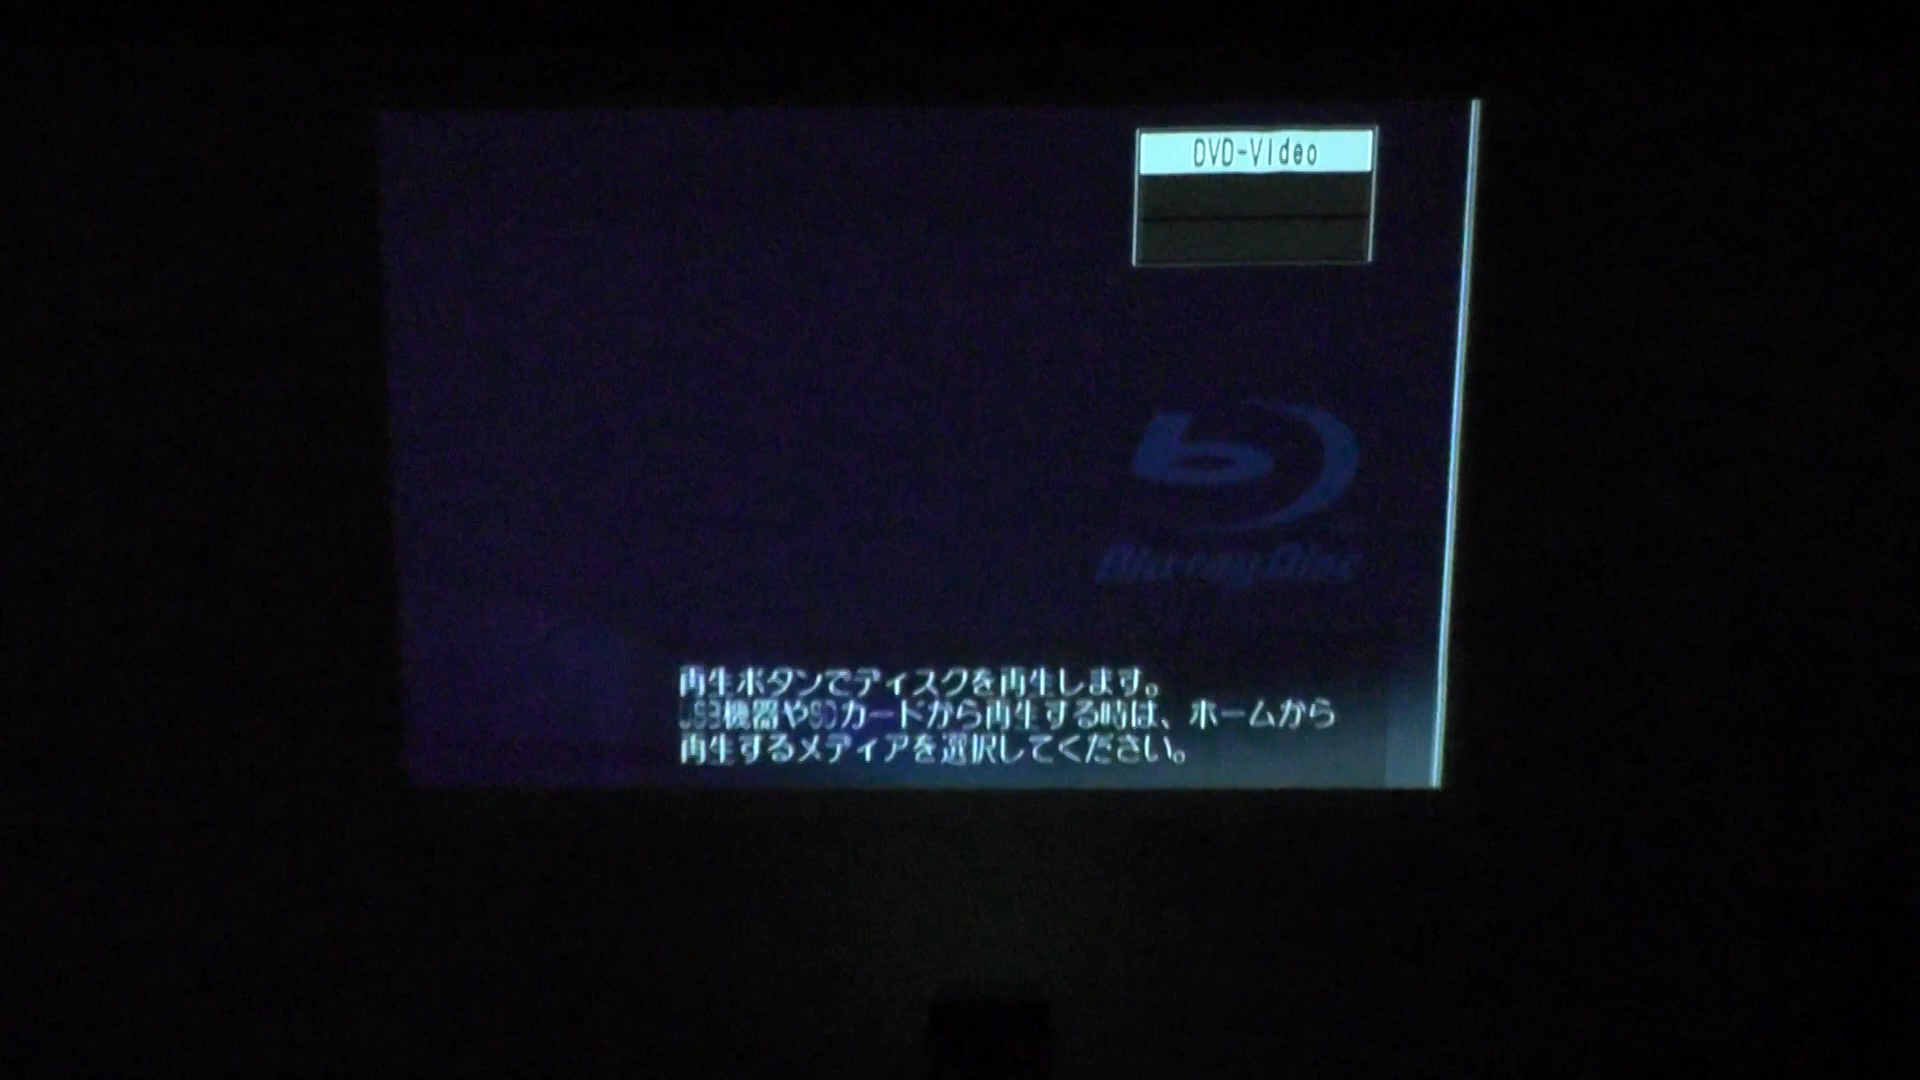 DVD-Video
Blu-ray Disc
再生ボタンでディスクを再生します。
USB機器やSDカードから再生する時は、ホームから
再生するメディアを選択してください。